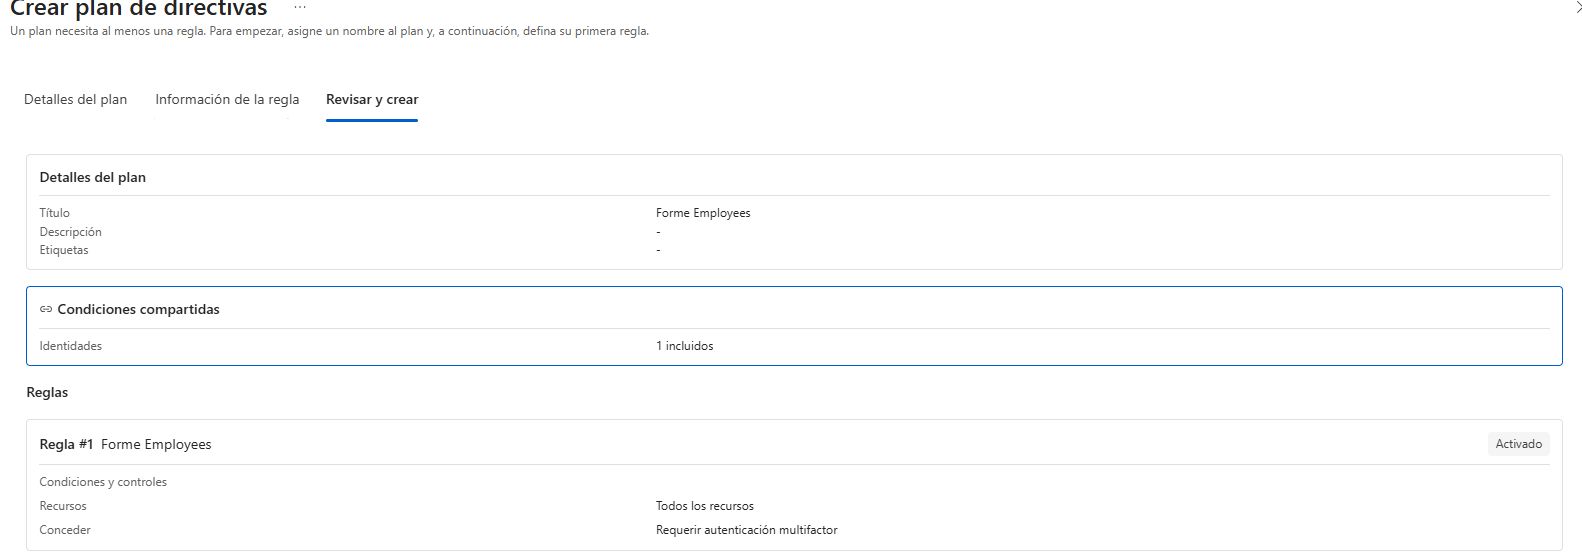 Crear plan de directivas ...
Un plan necesita al menos una regla. Para empezar, asigne un nombre al plan y, a continuación, defina su primera regla.
Detalles del plan Información de la regla Revisar y crear
Detalles del plan
Título Forme Employees
Descripción -
Etiquetas -
Condiciones compartidas
Identidades 1 incluidos
Reglas
Regla #1 Forme Employees Activado
Condiciones y controles
Recursos Todos los recursos
Conceder Requerir autenticación multifactor